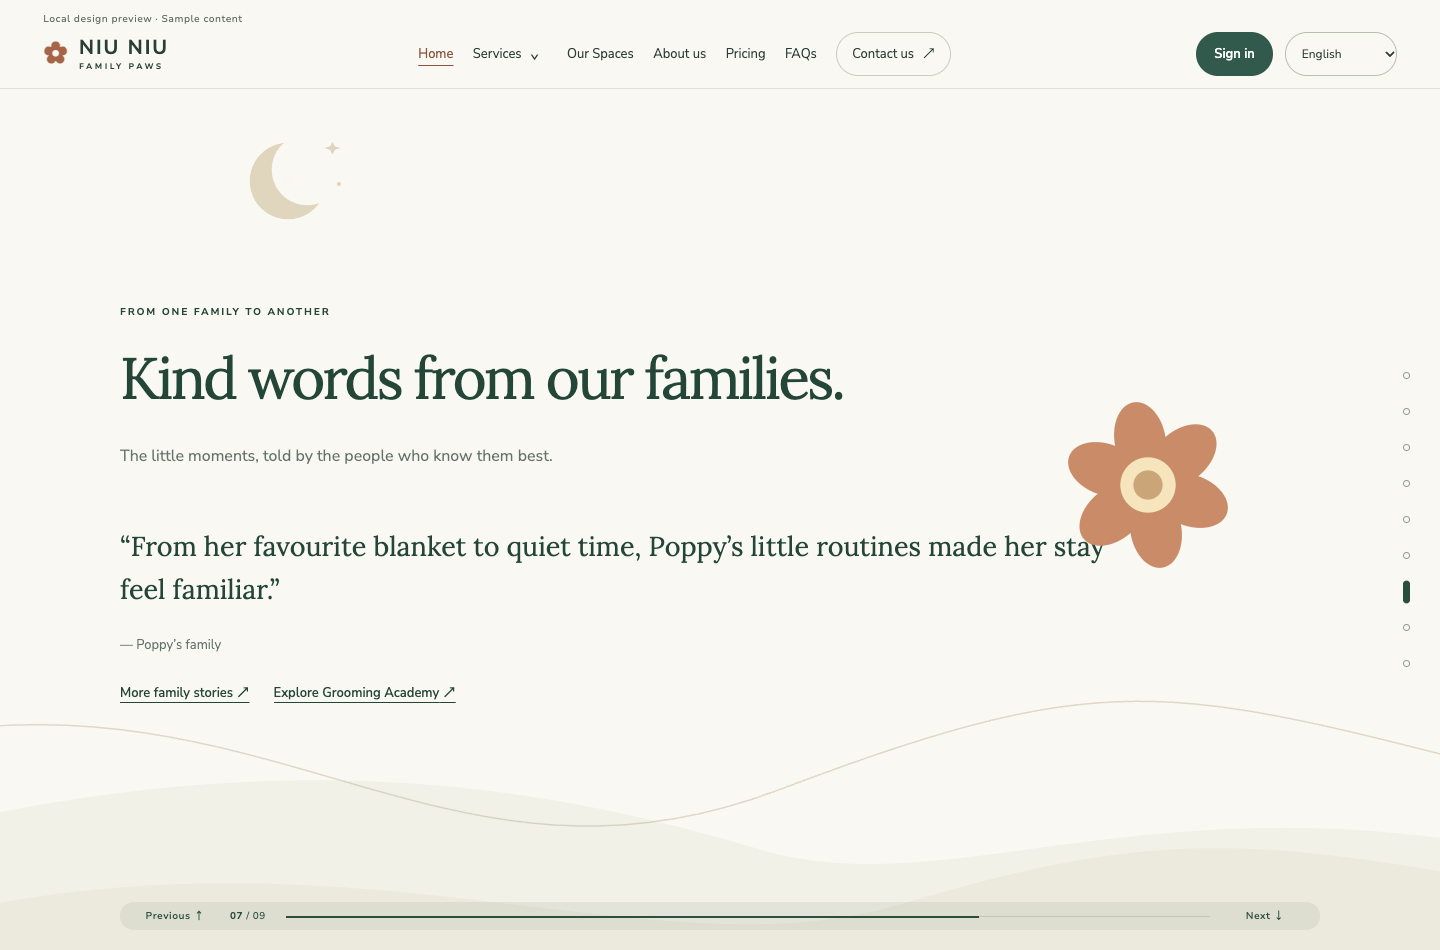 Local design preview · Sample content
NIU NIU
FAMILY PAWS
Home Services Our Spaces About us Pricing FAQs Contact us ↗
Sign in
English
FROM ONE FAMILY TO ANOTHER
Kind words from our families.
The little moments, told by the people who know them best.
“From her favourite blanket to quiet time, Poppy’s little routines made her stay
feel familiar.”
— Poppy’s family
More family stories ↗ Explore Grooming Academy ↗
Previous ↑ 07 / 09 Next ↓